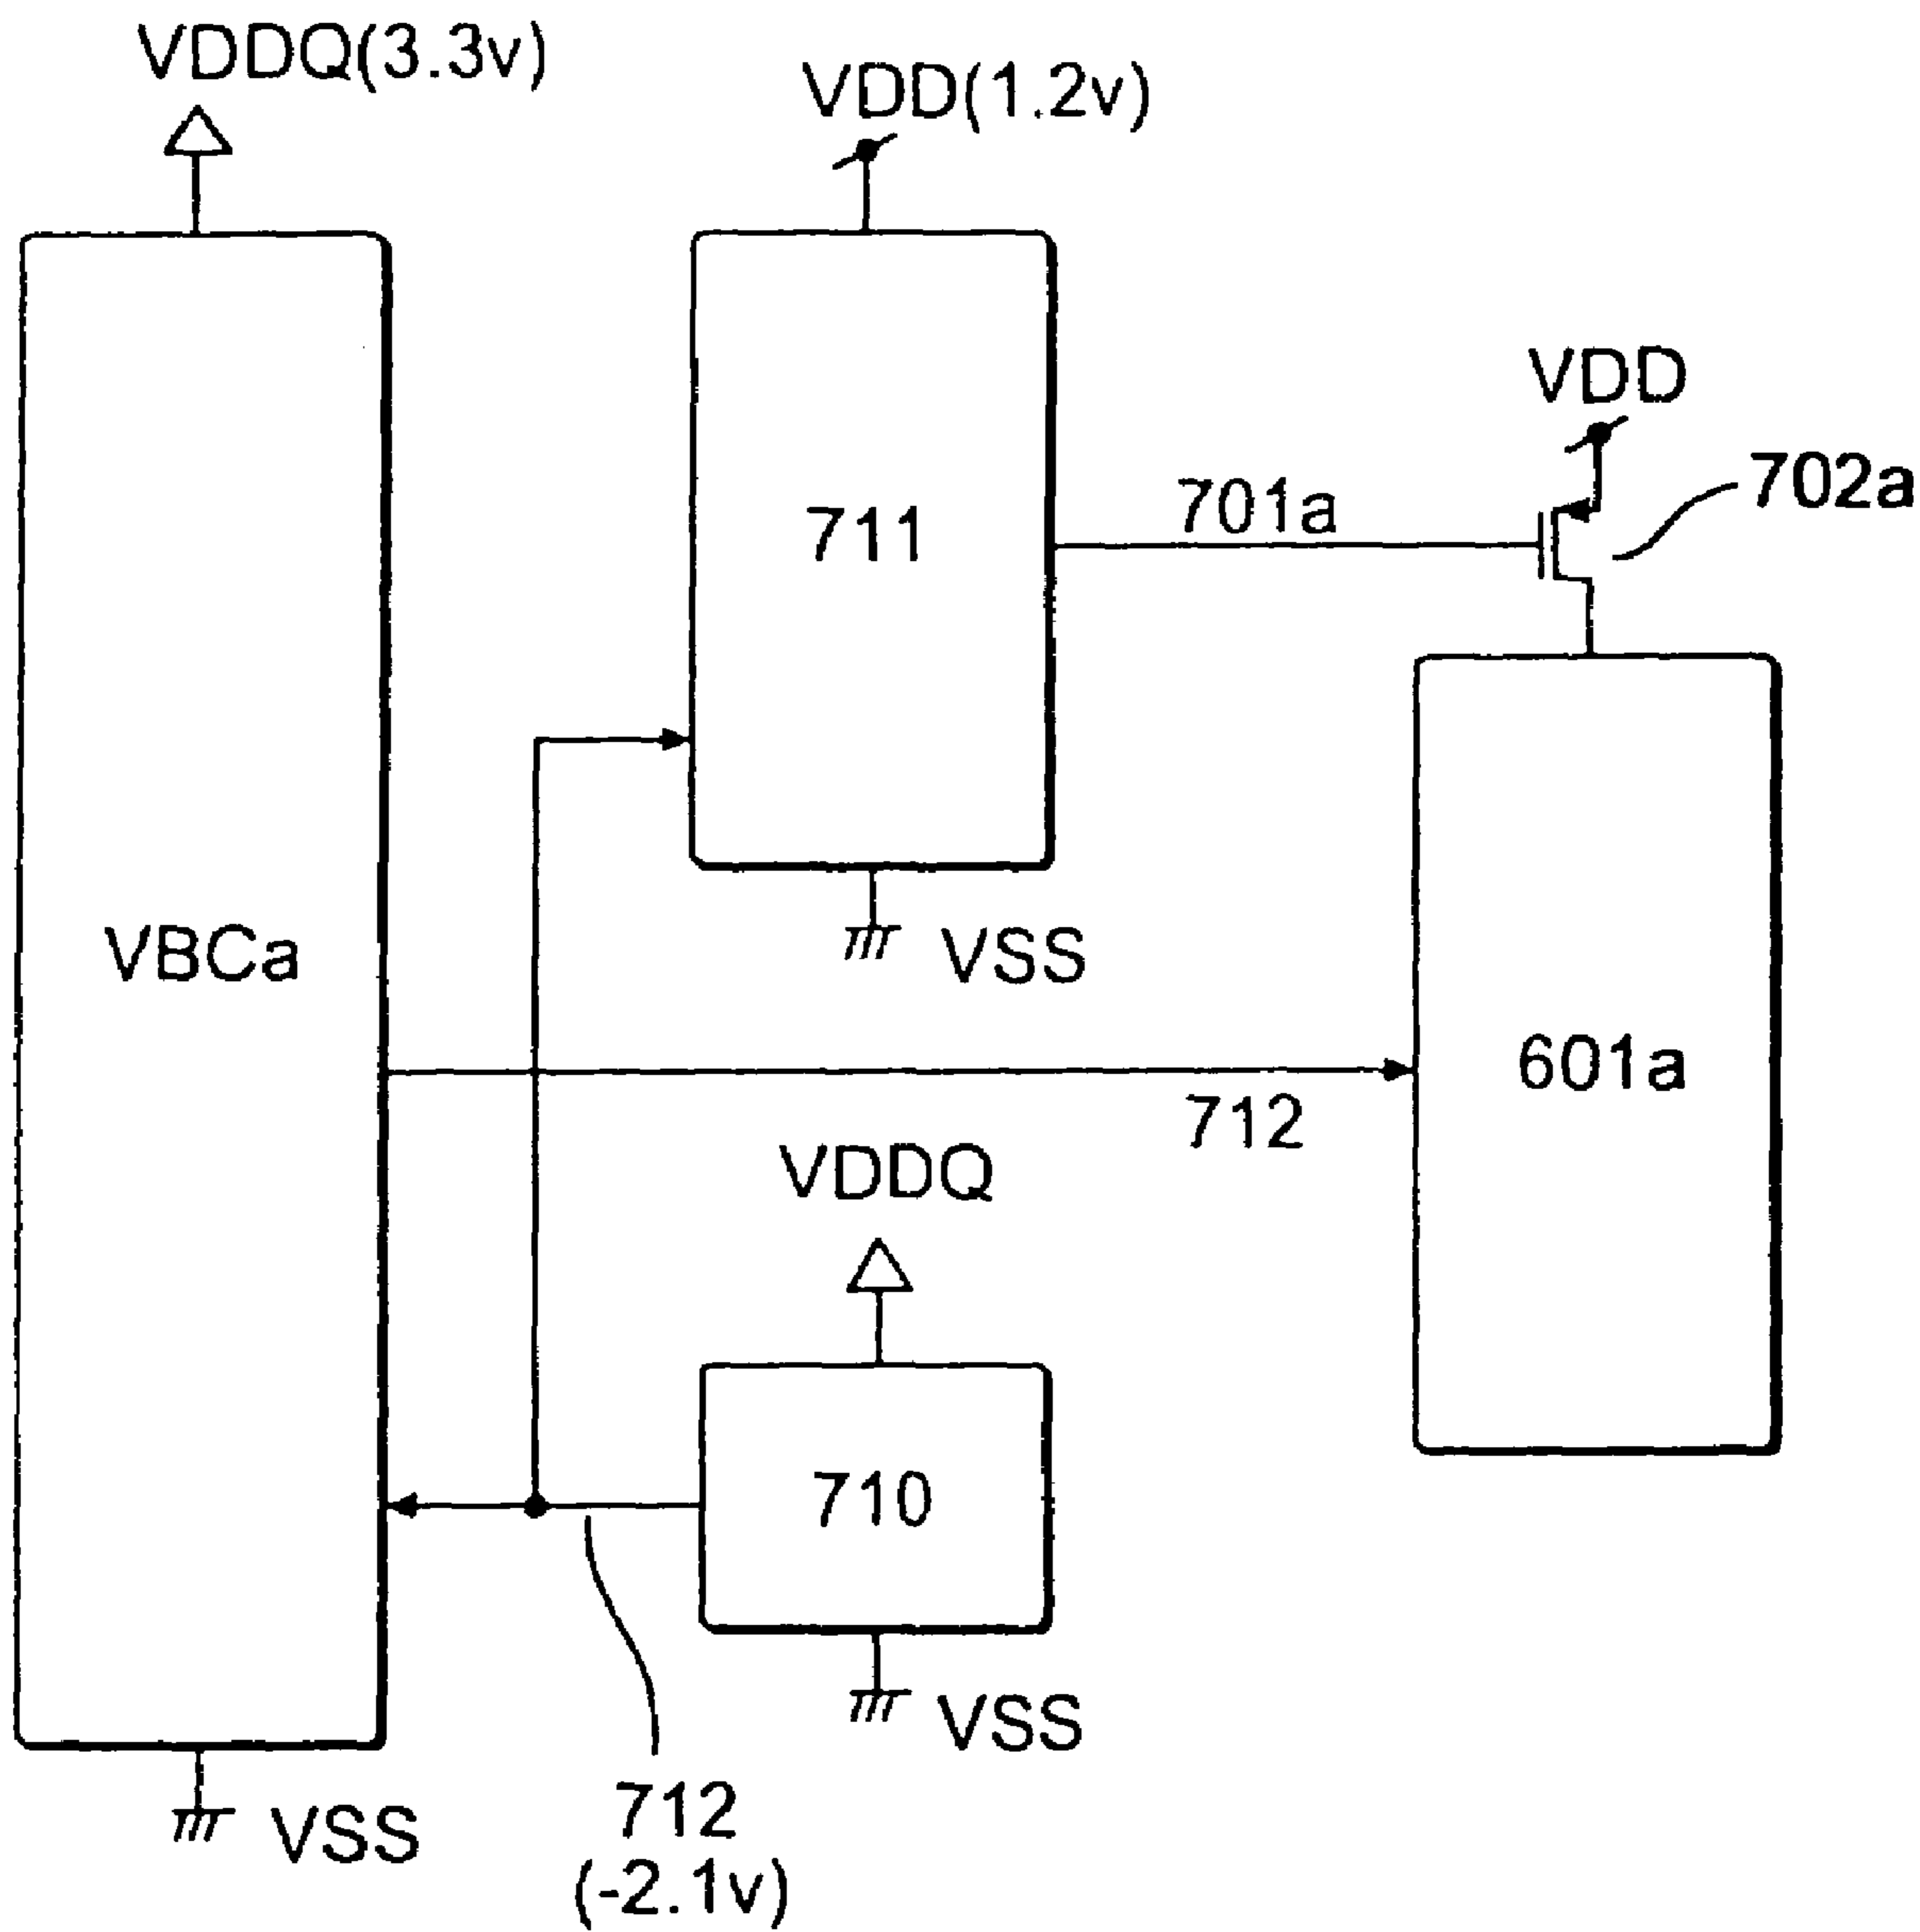 VDDQ(3.3v)
VDD(1.2v)
VDD
702a
701a
711
VBCa
VSS
601a
712
VDDQ
710
VSS
712
(-2.1v)
VSS